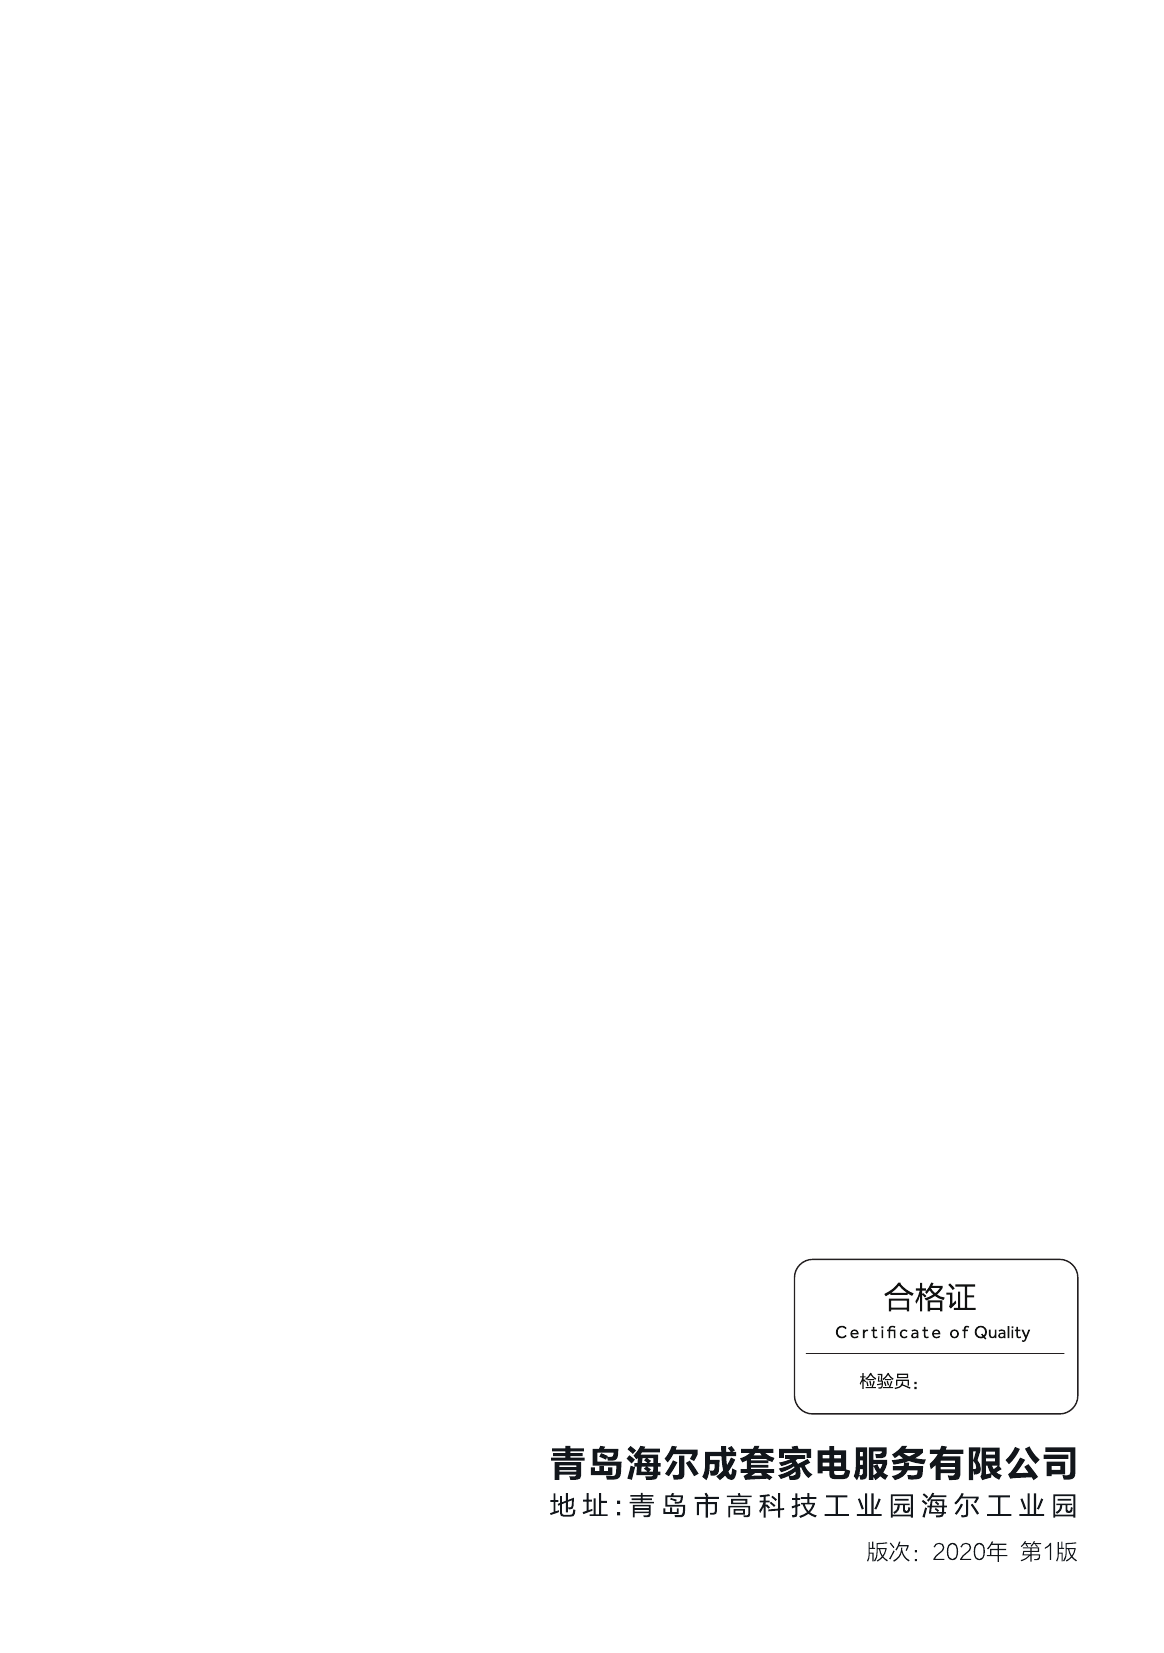 合格证
Certificate of Quality
检验员：
青岛海尔成套家电服务有限公司
地址:青岛市高科技工业园海尔工业园
版次：2020年 第1版